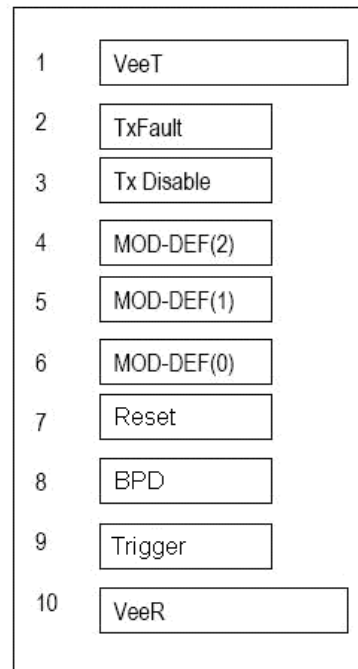 1 VeeT
2 TxFault
3 Tx Disable
4 MOD-DEF(2)
5 MOD-DEF(1)
6 MOD-DEF(0)
7 Reset
8 BPD
9 Trigger
10 VeeR